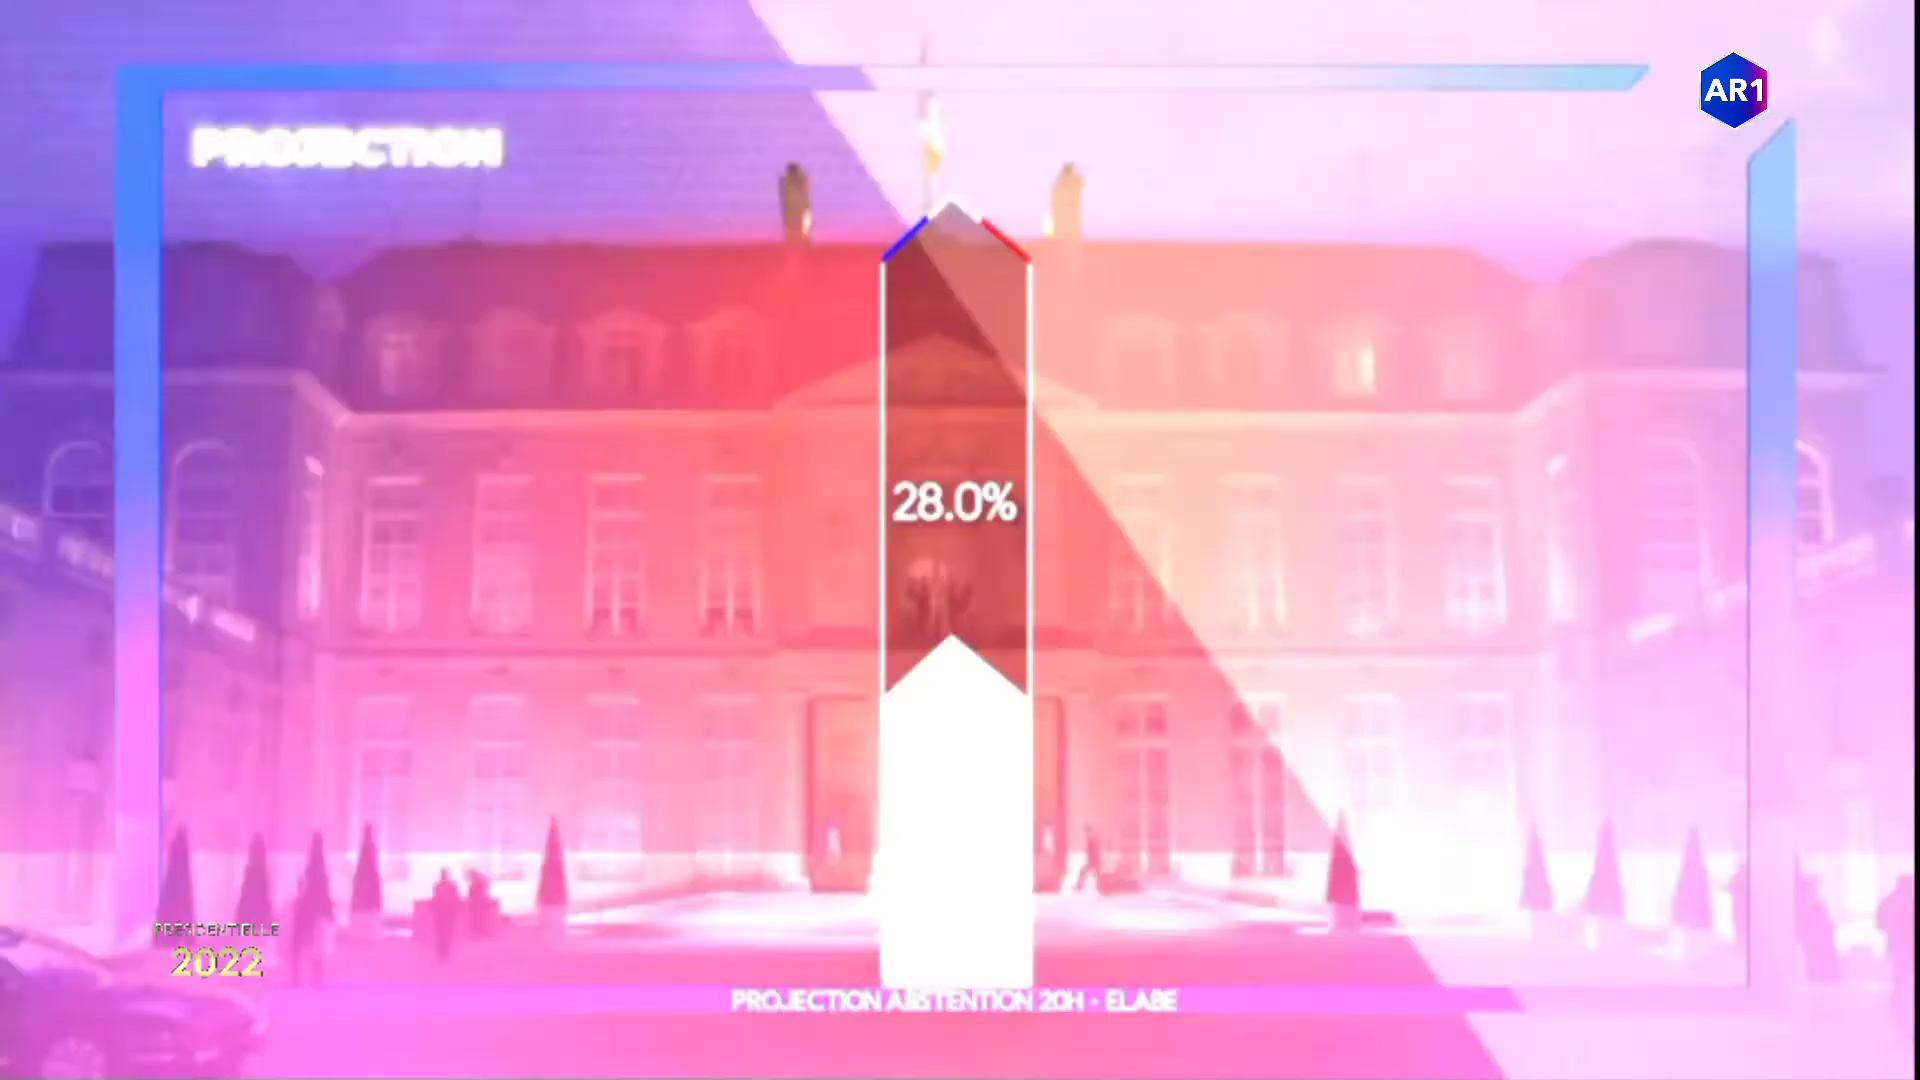 AR1
PROJECTION
28.0%
PRÉSIDENTIELLE
2022
PROJECTION ABSTENTION 20H - ELABE